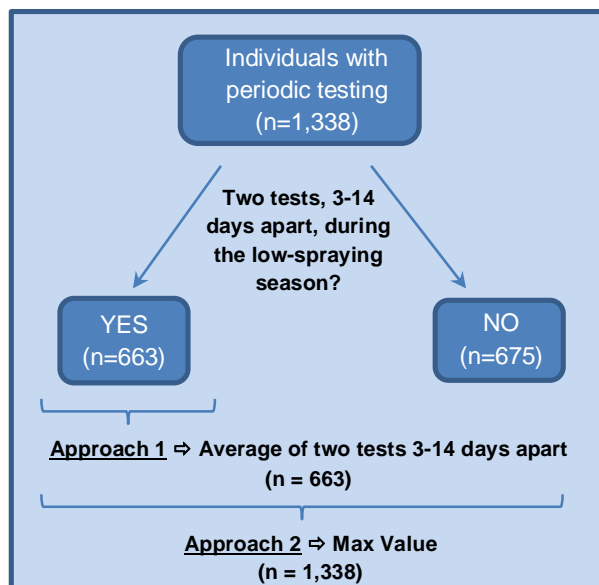 Individuals with
periodic testing
(n=1,338)
Two tests, 3-14
days apart, during
the low-spraying
season?
YES
(n=663)
NO
(n=675)
Approach 1 ⇨ Average of two tests 3-14 days apart
(n = 663)
Approach 2 ⇨ Max Value
(n = 1,338)